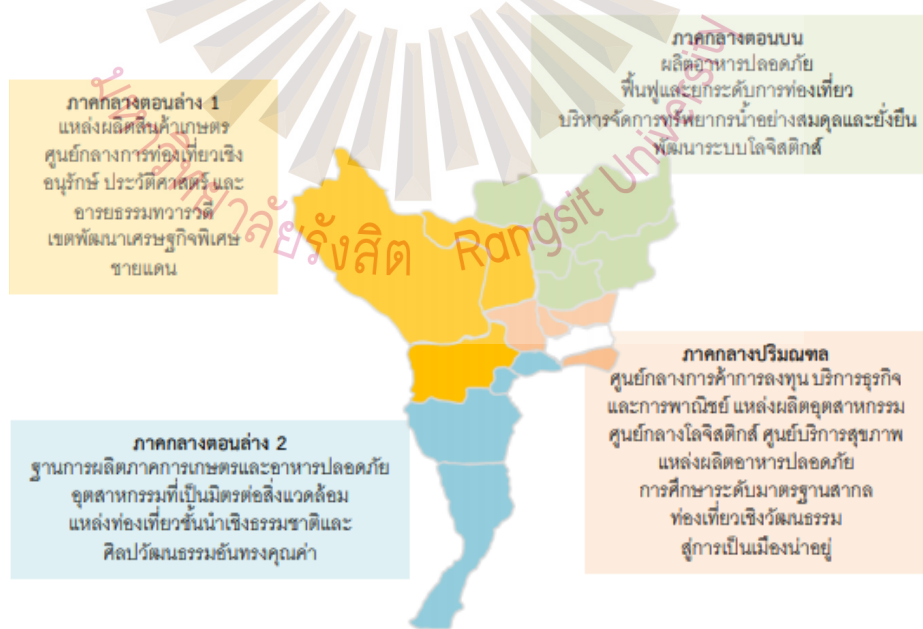 ภาคกลางตอนบน
ผลิตอาหารปลอดภัย
ฟื้นฟูและยกระดับการท่องเที่ยว
บริหารจัดการทรัพยากรน้ำอย่างสมดุลและยั่งยืน
พัฒนาระบบโลจิสติกส์
ภาคกลางตอนล่าง 1
แหล่งผลิตสินค้าเกษตร
ศูนย์กลางการท่องเที่ยวเชิง
อนุรักษ์ ประวัติศาสตร์ และ
อารยธรรมทวารวดี
เขตพัฒนาเศรษฐกิจพิเศษ
ชายแดน
มหาวิทยาลัยรังสิต Rangsit University
ภาคกลางปริมณฑล
ศูนย์กลางการค้าการลงทุน บริการธุรกิจ
และการพาณิชย์ แหล่งผลิตอุตสาหกรรม
ศูนย์กลางโลจิสติกส์ ศูนย์บริการสุขภาพ
แหล่งผลิตอาหารปลอดภัย
การศึกษาระดับมาตรฐานสากล
ท่องเที่ยวเชิงวัฒนธรรม
สู่การเป็นเมืองน่าอยู่
ภาคกลางตอนล่าง 2
ฐานการผลิตภาคการเกษตรและอาหารปลอดภัย
อุตสาหกรรมที่เป็นมิตรต่อสิ่งแวดล้อม
แหล่งท่องเที่ยวชั้นนำเชิงธรรมชาติและ
ศิลปวัฒนธรรมอันทรงคุณค่า